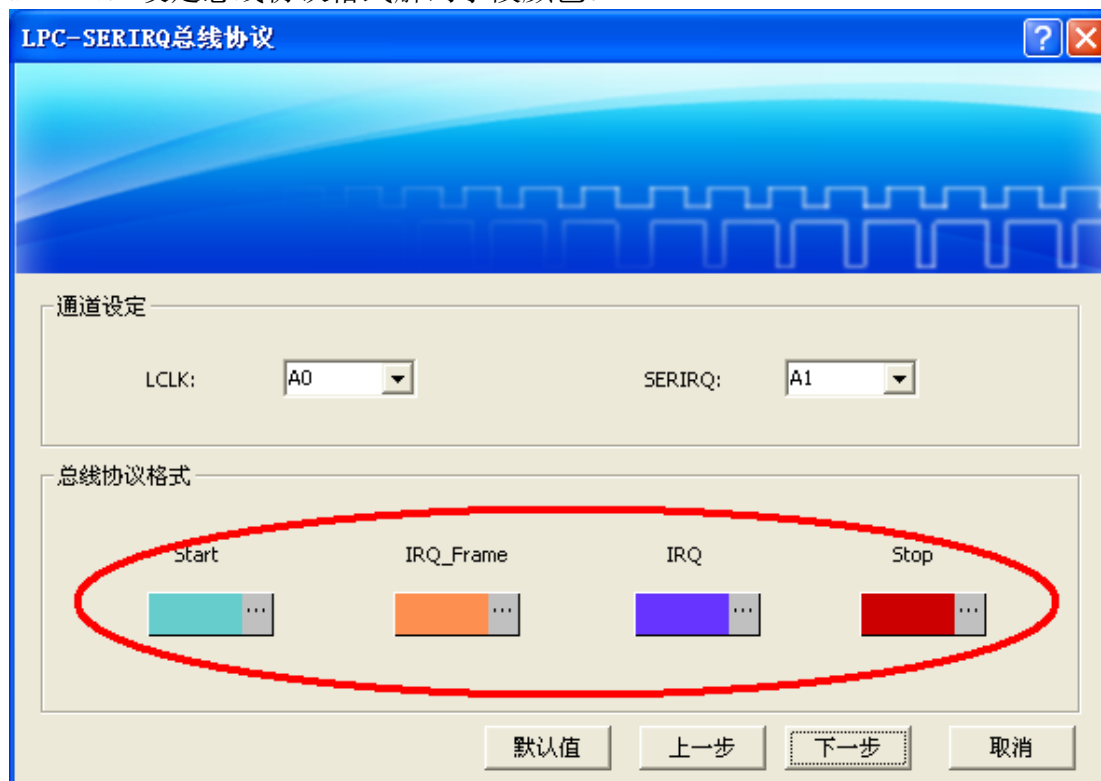 LPC-SERIRQ总线协议
通道设定
LCLK: A0 SERIRQ: A1
总线协议格式
Start IRQ_Frame IRQ Stop
... ... ... ...
默认值 上一步 下一步 取消